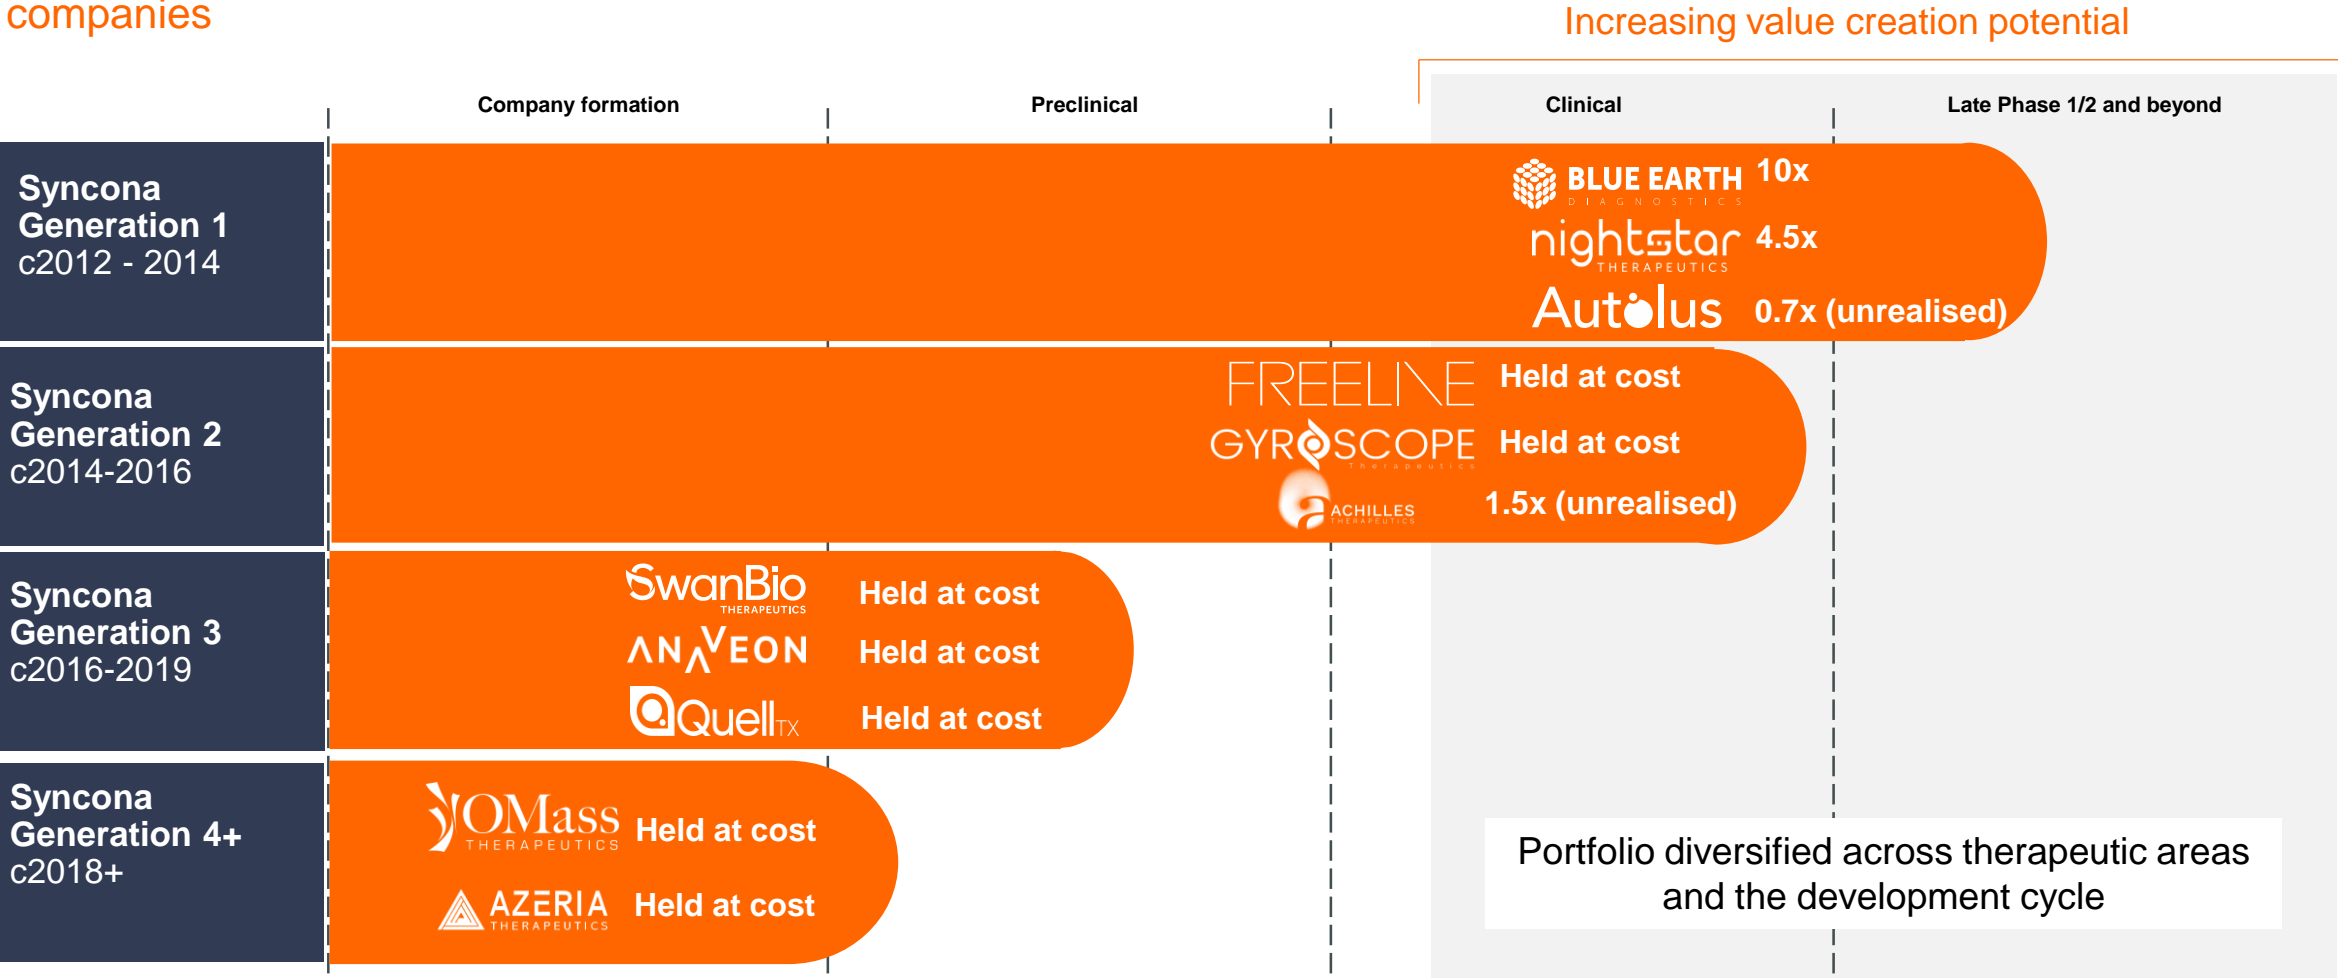 companies
Increasing value creation potential
Company formation
Preclinical
Clinical
Late Phase 1/2 and beyond
Syncona
Generation 1
c2012 - 2014
BLUE EARTH
DIAGNOSTICS
10x
nightstar
THERAPEUTICS
4.5x
Autolus
0.7x (unrealised)
Syncona
Generation 2
c2014-2016
FREELINE
Held at cost
GYROSCOPE
Therapeutics
Held at cost
ACHILLES
THERAPEUTICS
1.5x (unrealised)
Syncona
Generation 3
c2016-2019
SwanBio
THERAPEUTICS
Held at cost
ANAVEON
Held at cost
QuellTX
Held at cost
Syncona
Generation 4+
c2018+
OMass
THERAPEUTICS
Held at cost
AZERIA
THERAPEUTICS
Held at cost
Portfolio diversified across therapeutic areas
and the development cycle